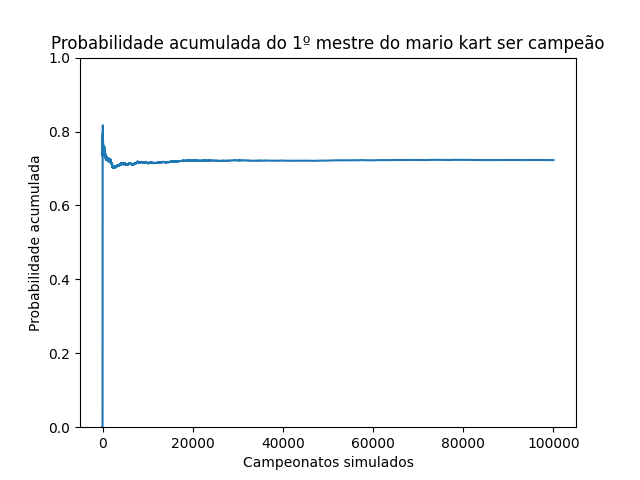 Probabilidade acumulada do 1º mestre do mario kart ser campeão
Probabilidade acumulada
1.0
0.8
0.6
0.4
0.2
0.0
0 20000 40000 60000 80000 100000
Campeonatos simulados